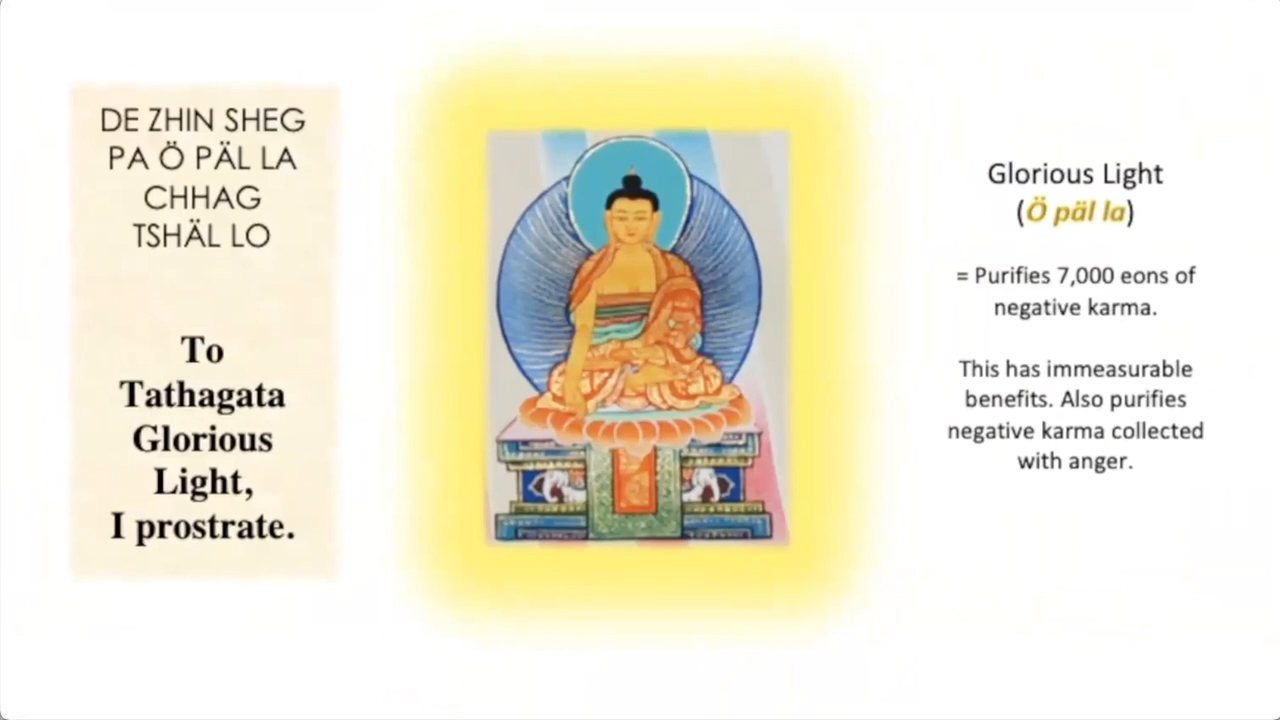 DE ZHIN SHEG
PA Ö PÄL LA
CHHAG
TSHÄL LO
To
Tathagata
Glorious
Light,
I prostrate.
Glorious Light
(Ö päl la)
= Purifies 7,000 eons of
negative karma.
This has immeasurable
benefits. Also purifies
negative karma collected
with anger.